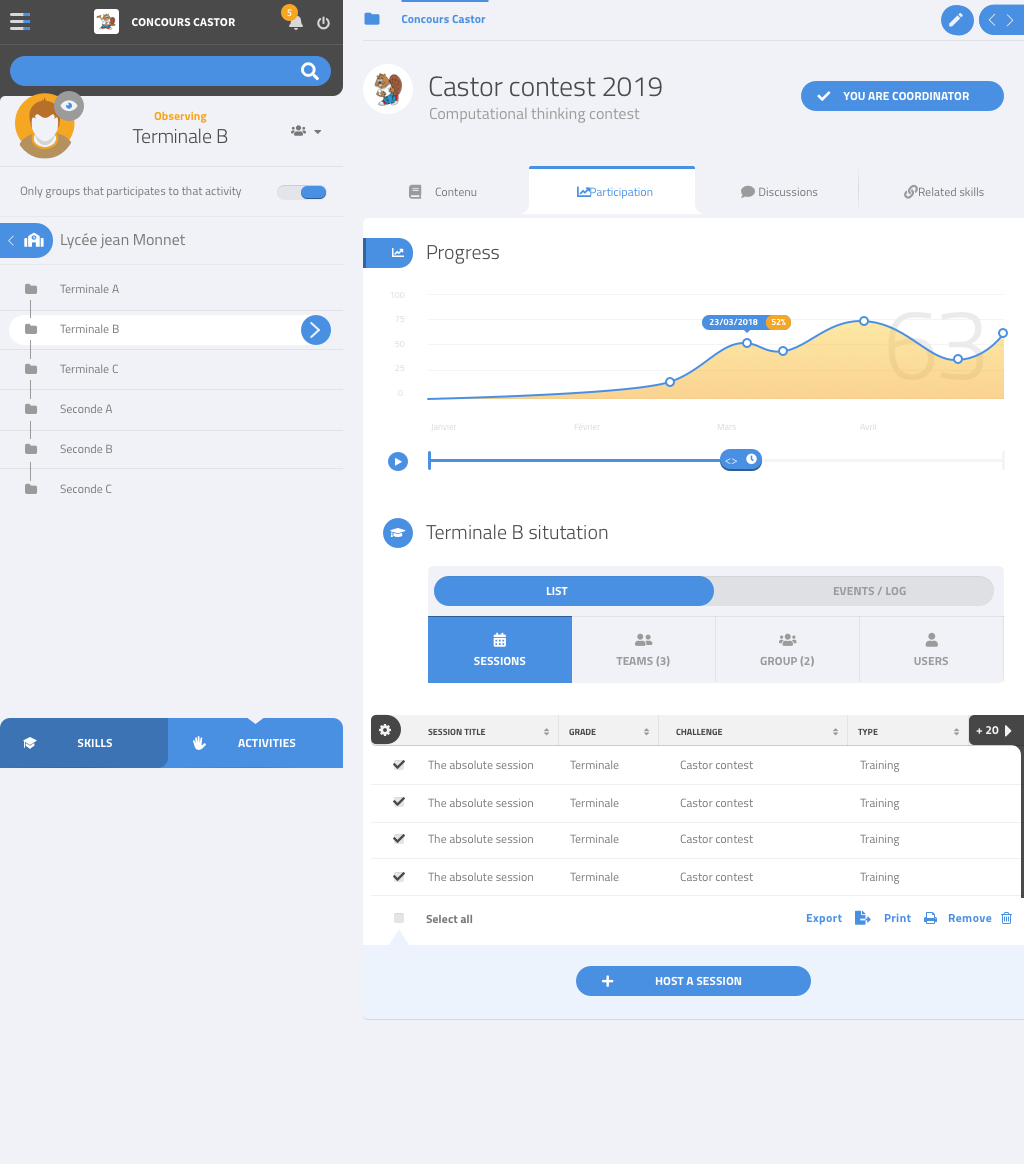 CONCOURS CASTOR
5
Observing
Terminale B
Only groups that participates to that activity
Lycée jean Monnet
Terminale A
Terminale B
Terminale C
Seconde A
Seconde B
Seconde C
SKILLS
ACTIVITIES
Concours Castor
Castor contest 2019
Computational thinking contest
YOU ARE COORDINATOR
Contenu
Participation
Discussions
Related skills
Progress
100
75
50
25
0
23/03/2018
52%
63
Janvier
Février
Mars
Avril
<>
Terminale B situtation
LIST
EVENTS / LOG
SESSIONS
TEAMS (3)
GROUP (2)
USERS
SESSION TITLE GRADE CHALLENGE TYPE + 20
The absolute session Terminale Castor contest Training
The absolute session Terminale Castor contest Training
The absolute session Terminale Castor contest Training
The absolute session Terminale Castor contest Training
Select all
Export Print Remove
HOST A SESSION